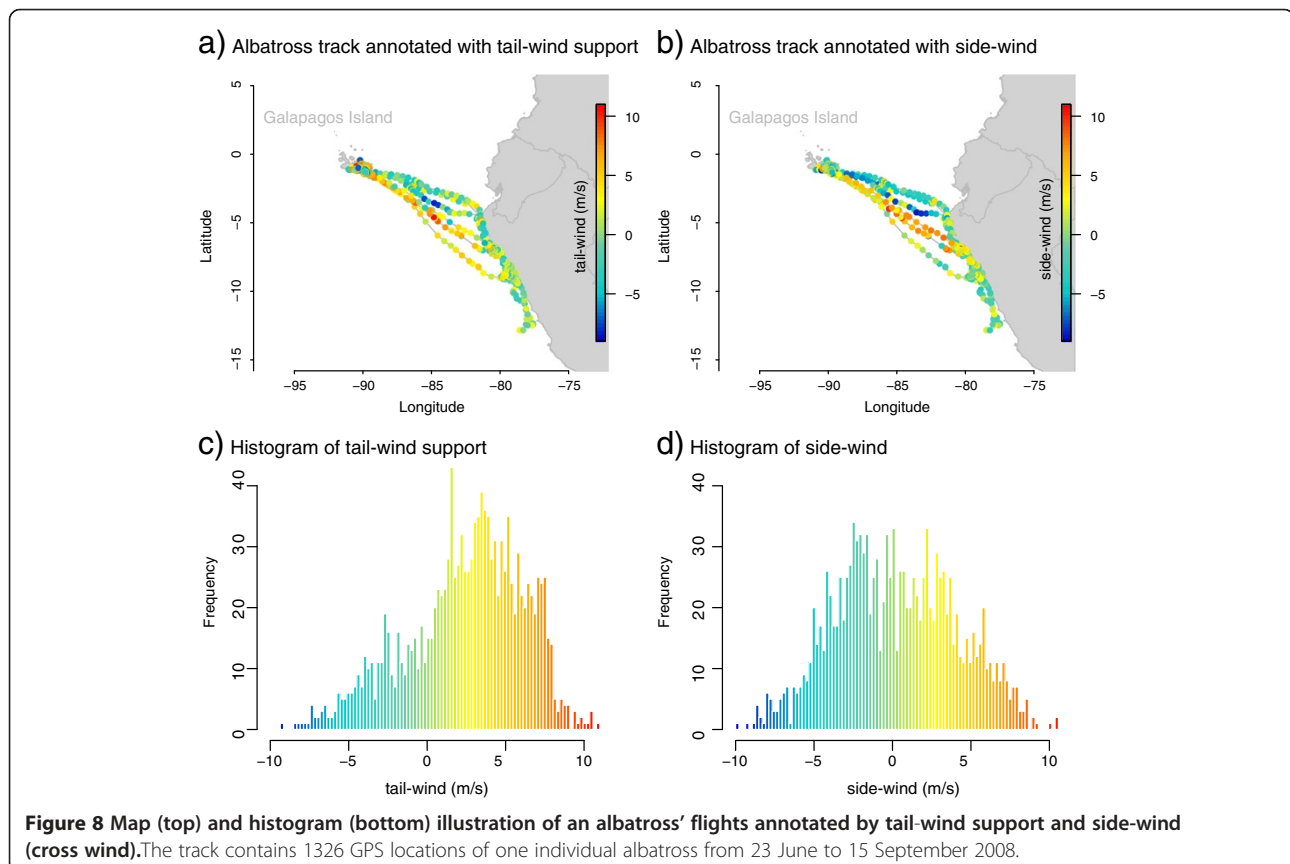 a) Albatross track annotated with tail-wind support
5
0
−5
−10
−15
Latitude
Galapagos Island
10
5
0
−5
tail-wind (m/s)
−95
−90
−85
−80
−75
Longitude
b) Albatross track annotated with side-wind
5
0
−5
−10
−15
Latitude
Galapagos Island
10
5
0
−5
side-wind (m/s)
−95
−90
−85
−80
−75
Longitude
c) Histogram of tail-wind support
40
30
20
10
0
Frequency
−10
−5
0
5
10
tail-wind (m/s)
d) Histogram of side-wind
40
30
20
10
0
Frequency
−10
−5
0
5
10
side-wind (m/s)
Figure 8 Map (top) and histogram (bottom) illustration of an albatross’ flights annotated by tail-wind support and side-wind
(cross wind).The track contains 1326 GPS locations of one individual albatross from 23 June to 15 September 2008.